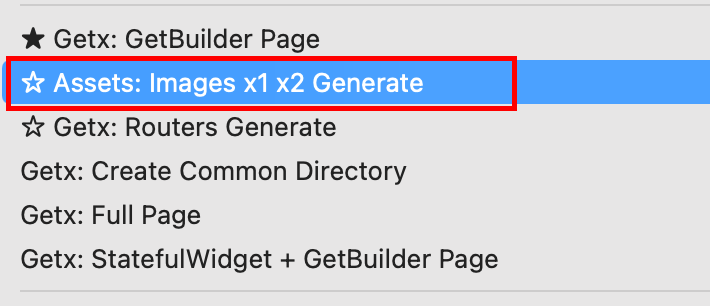 ★ Getx: GetBuilder Page
☆ Assets: Images x1 x2 Generate
☆ Getx: Routers Generate
Getx: Create Common Directory
Getx: Full Page
Getx: StatefulWidget + GetBuilder Page